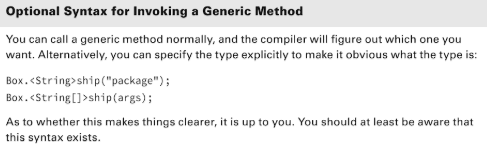 Optional Syntax for Invoking a Generic Method
You can call a generic method normally, and the compiler will figure out which one you
want. Alternatively, you can specify the type explicitly to make it obvious what the type is:
Box.<String>ship("package");
Box.<String[]>ship(args);
As to whether this makes things clearer, it is up to you. You should at least be aware that
this syntax exists.